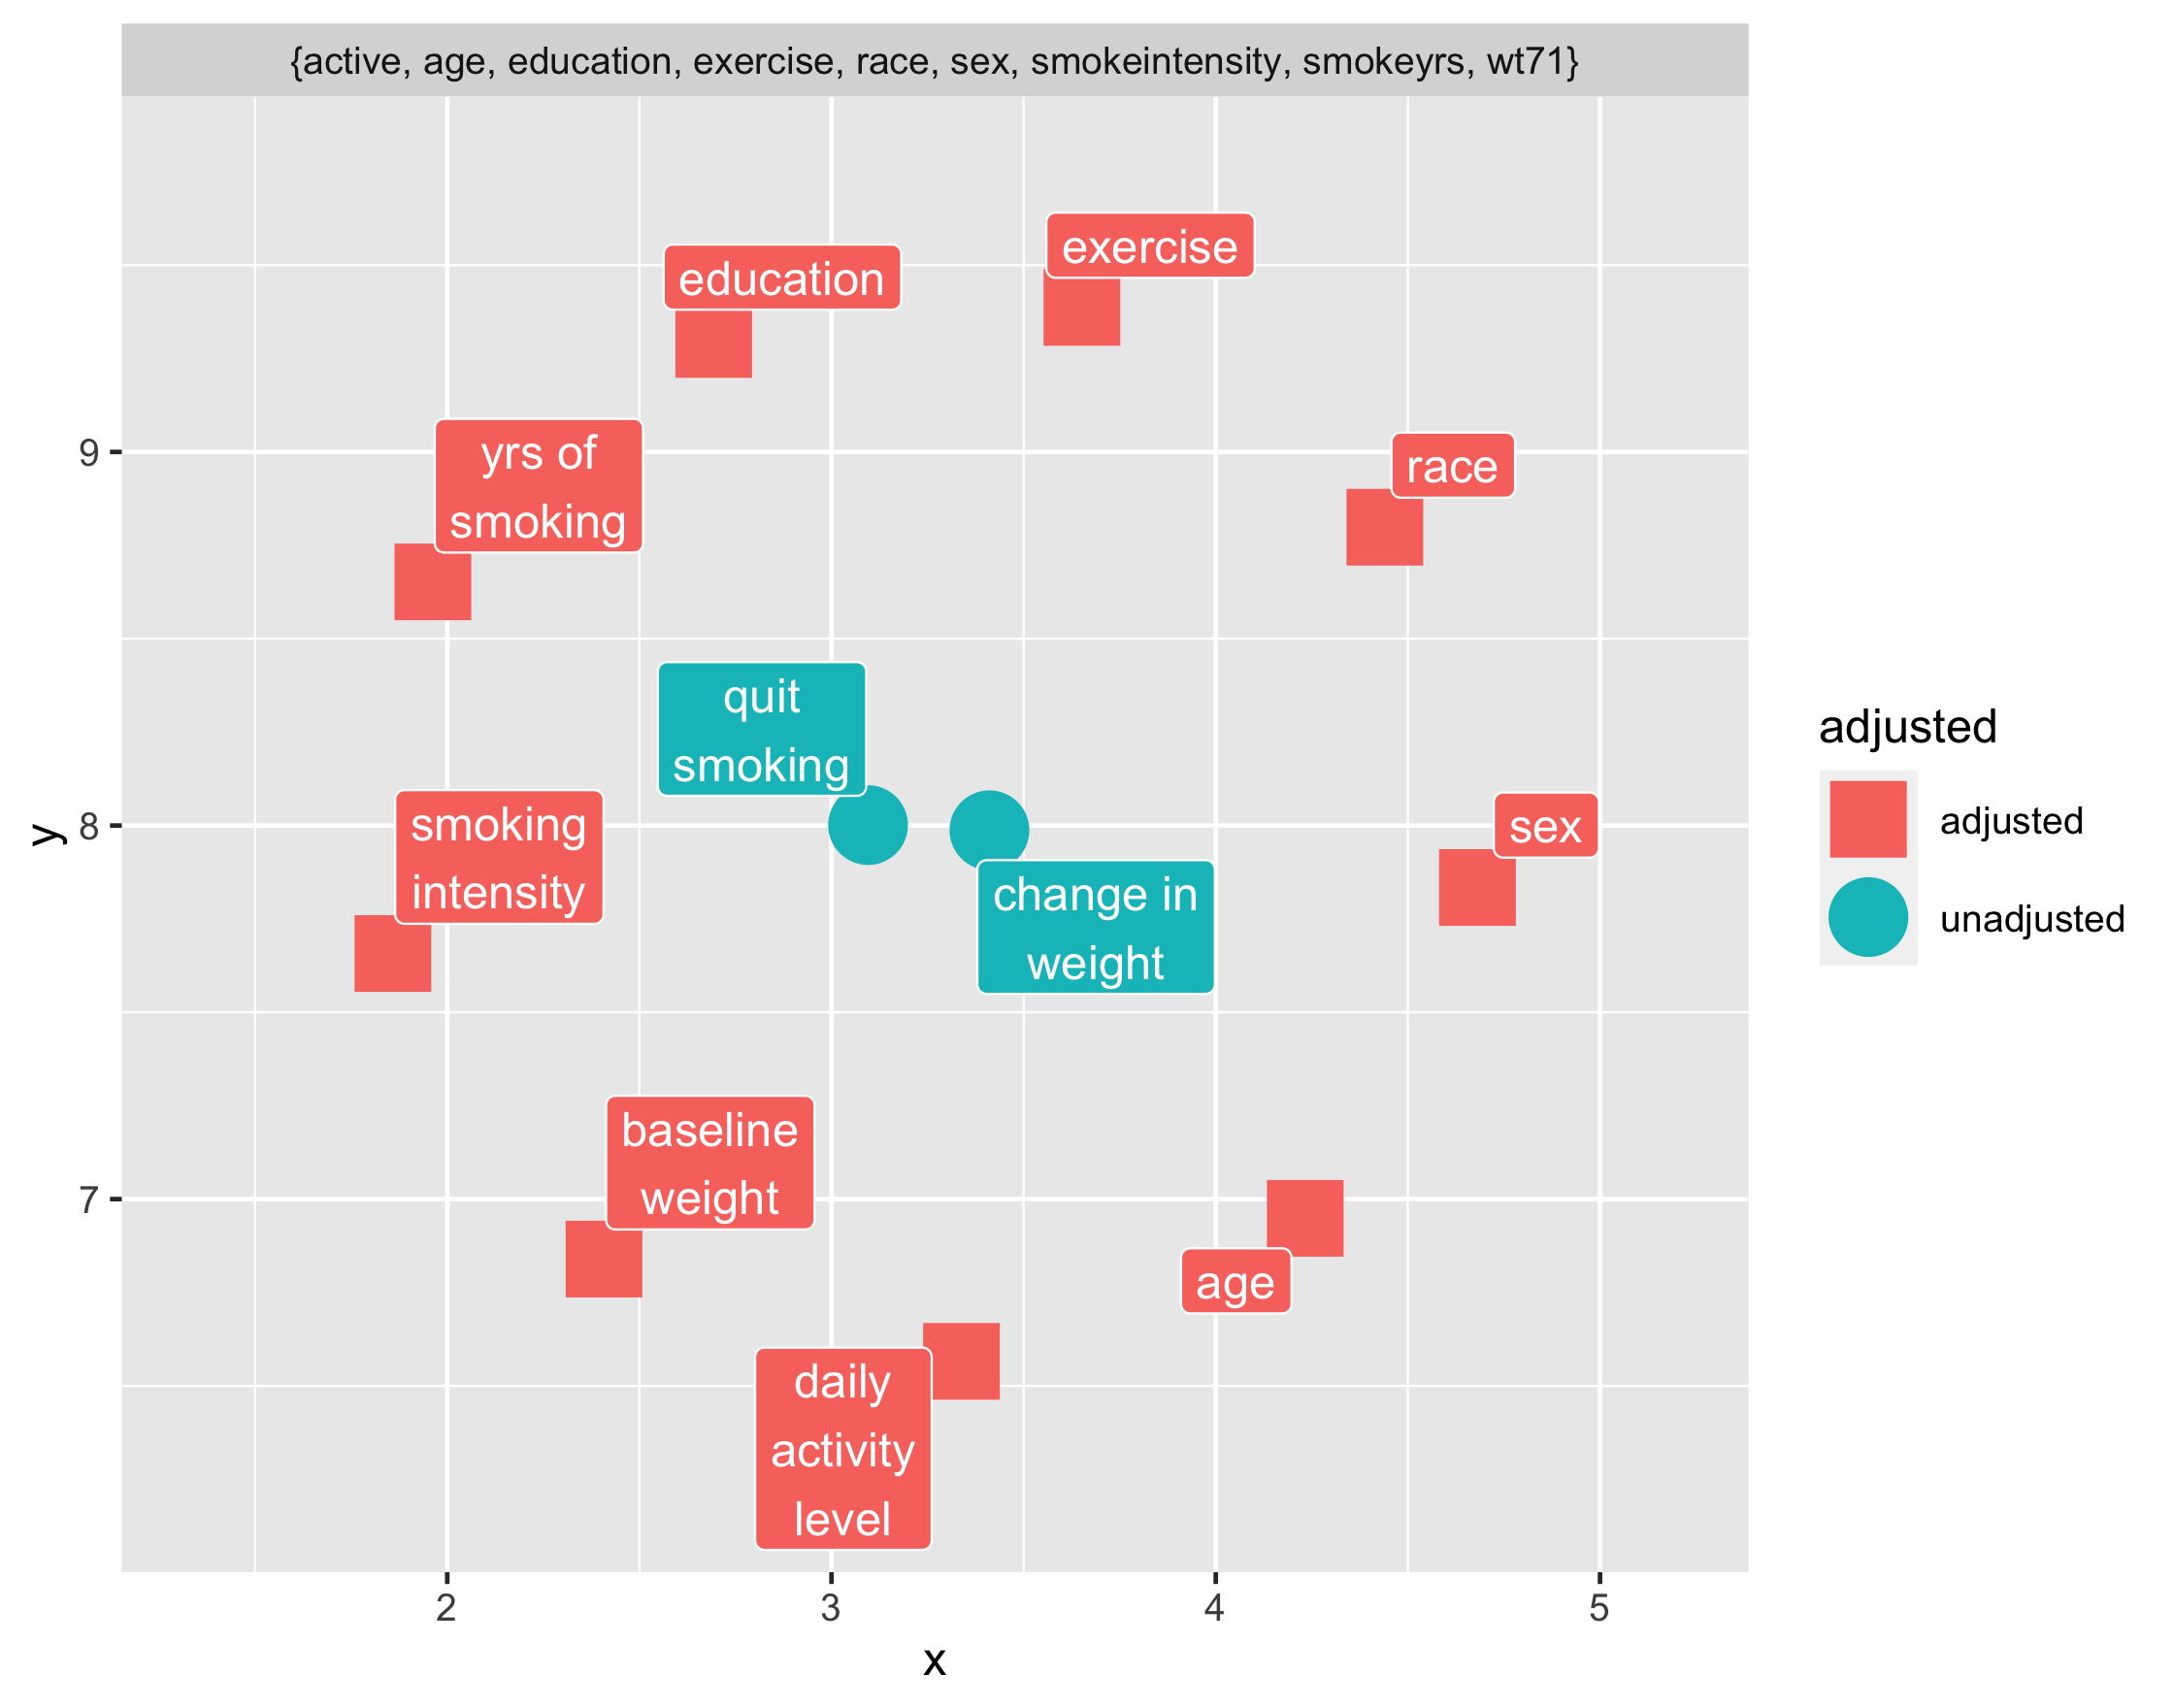 {active, age, education, exercise, race, sex, smokeintensity, smokeyrs, wt71}
exercise
education
yrs of
smoking
race
quit
smoking
smoking
intensity
sex
change in
weight
baseline
weight
age
daily
activity
level
9
8
7
y
2
3
4
5
x
adjusted
adjusted
unadjusted